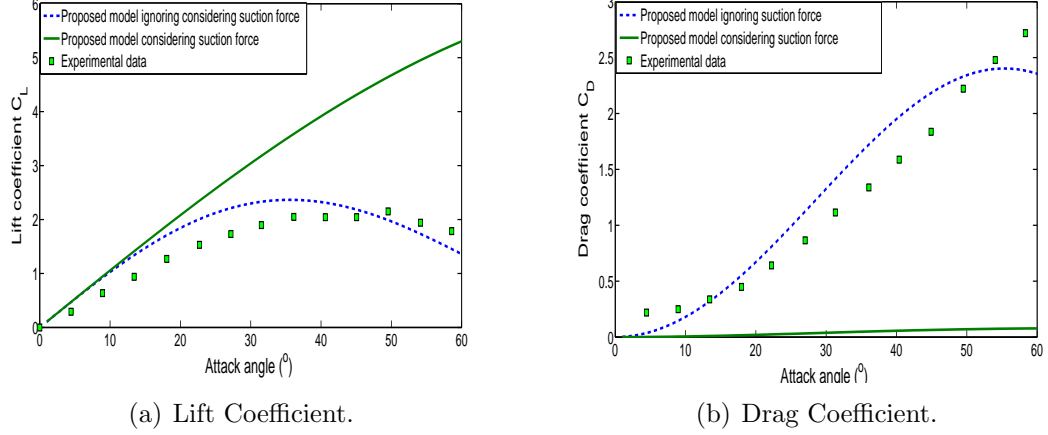 Proposed model ignoring considering suction force
Proposed model considering suction force
Experimental data
Lift coefficient C_L
6
5
4
3
2
1
0
0 10 20 30 40 50 60
Attack angle (°)
(a) Lift Coefficient.
Proposed model ignoring considering suction force
Proposed model considering suction force
Experimental data
Drag coefficient C_D
3
2.5
2
1.5
1
0.5
0
0 10 20 30 40 50 60
Attack angle (°)
(b) Drag Coefficient.